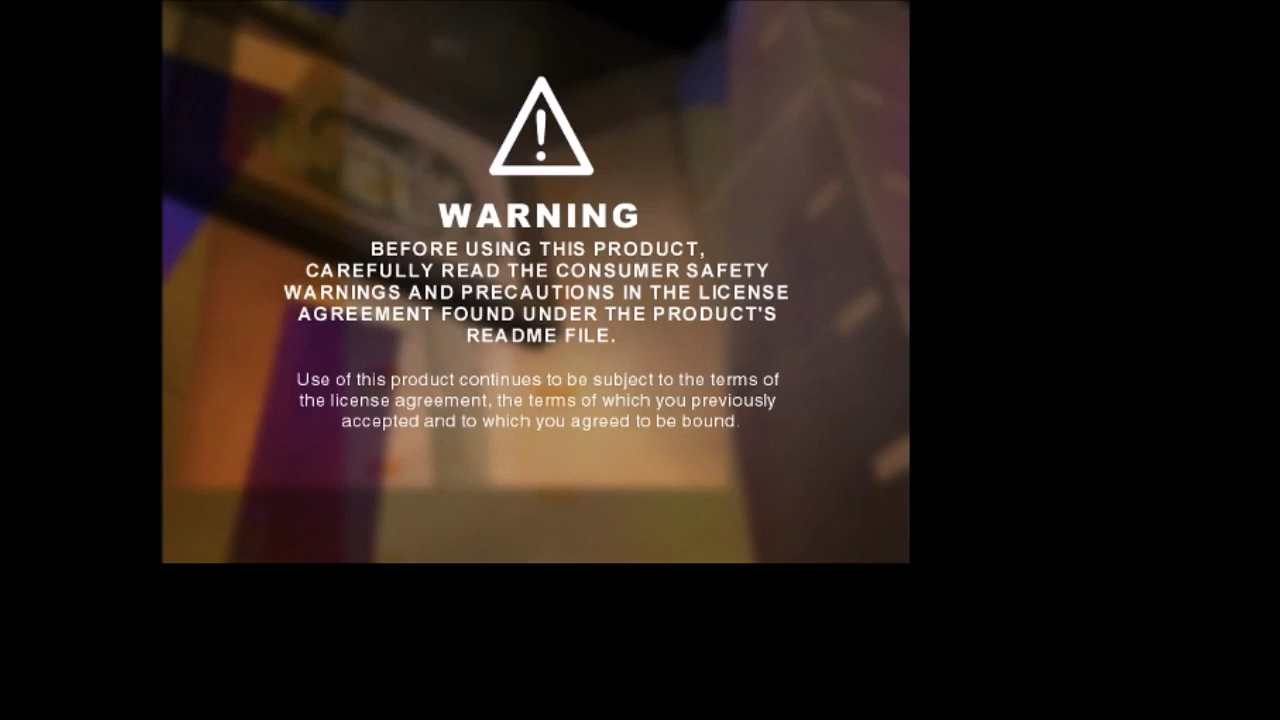 WARNING
BEFORE USING THIS PRODUCT,
CAREFULLY READ THE CONSUMER SAFETY
WARNINGS AND PRECAUTIONS IN THE LICENSE
AGREEMENT FOUND UNDER THE PRODUCT'S
README FILE.
Use of this product continues to be subject to the terms of
the license agreement, the terms of which you previously
accepted and to which you agreed to be bound.